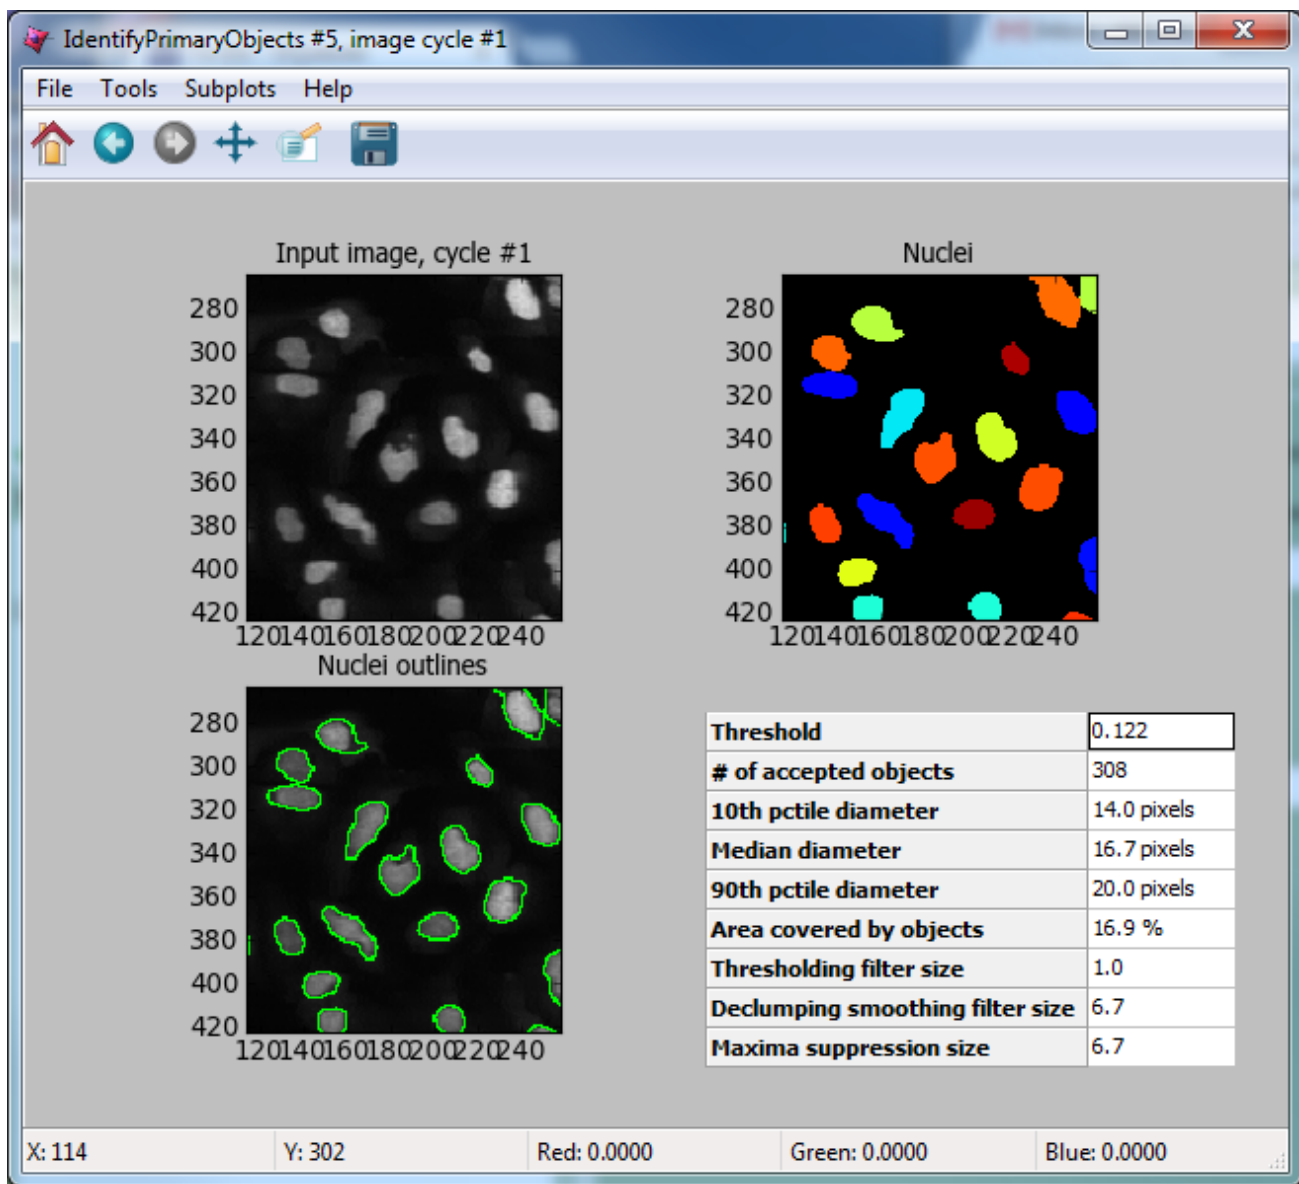 IdentifyPrimaryObjects #5, image cycle #1
File Tools Subplots Help
Input image, cycle #1
280
300
320
340
360
380
400
420
120140160180200220240
Nuclei
280
300
320
340
360
380
400
420
120140160180200220240
Nuclei outlines
280
300
320
340
360
380
400
420
120140160180200220240
Threshold 0.122
# of accepted objects 308
10th pctile diameter 14.0 pixels
Median diameter 16.7 pixels
90th pctile diameter 20.0 pixels
Area covered by objects 16.9 %
Thresholding filter size 1.0
Declumping smoothing filter size 6.7
Maxima suppression size 6.7
X: 114 Y: 302 Red: 0.0000 Green: 0.0000 Blue: 0.0000